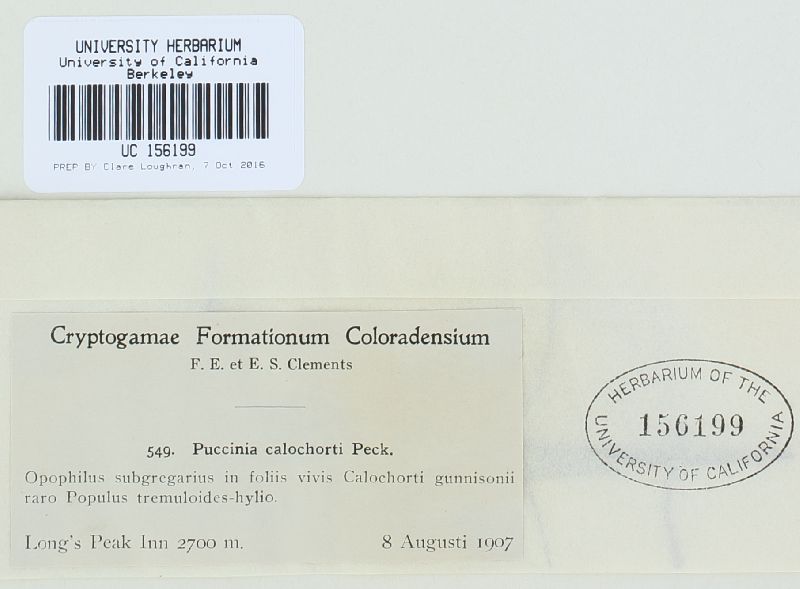 UNIVERSITY HERBARIUM
University of California
Berkeley
UC 156199
PREP BY Clare Loughran, 7 Oct 2016
Cryptogamae Formationum Coloradensium
F. E. et E. S. Clements
549. Puccinia calochorti Peck.
Opophilus subgregarius in foliis vivis Calochorti gunnisonii
raro Populus tremuloides-hylio.
Long's Peak Inn 2700 m. 8 Augusti 1907
HERBARIUM OF THE
156199
UNIVERSITY OF CALIFORNIA